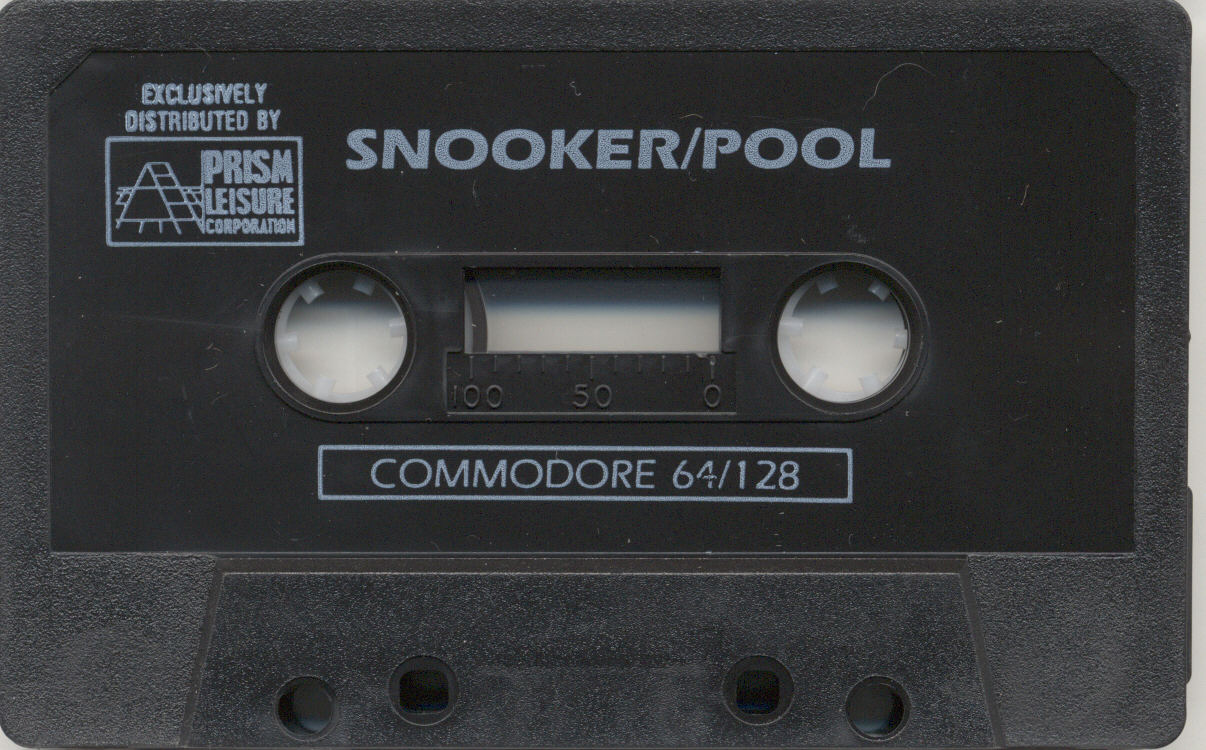 EXCLUSIVELY
DISTRIBUTED BY
PRISM
LEISURE
CORPORATION
SNOOKER/POOL
100 50 0
COMMODORE 64/128